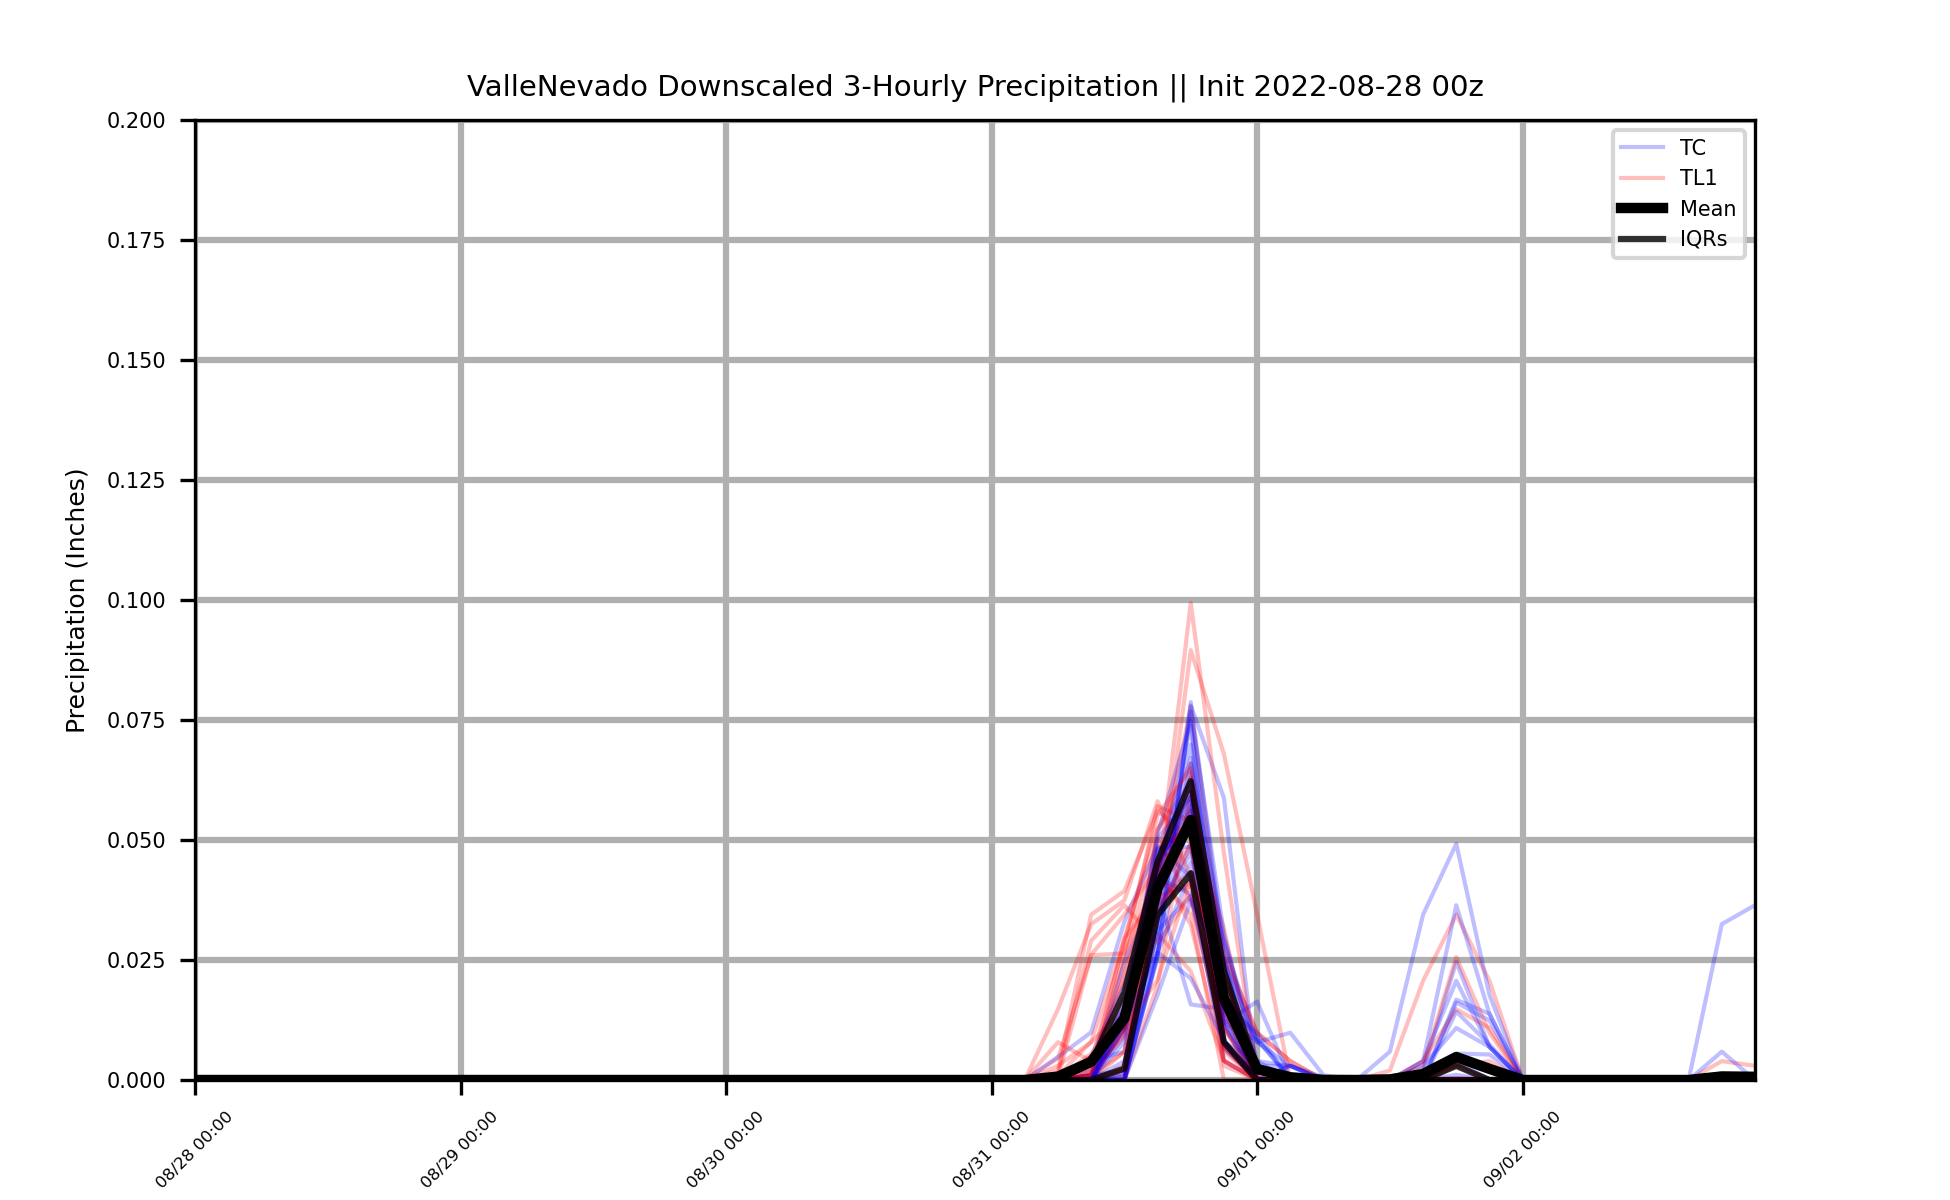 ValleNevado Downscaled 3-Hourly Precipitation || Init 2022-08-28 00z
Precipitation (Inches)
0.200
0.175
0.150
0.125
0.100
0.075
0.050
0.025
0.000
TC
TL1
Mean
IQRs
08/28 00:00
08/29 00:00
08/30 00:00
08/31 00:00
09/01 00:00
09/02 00:00